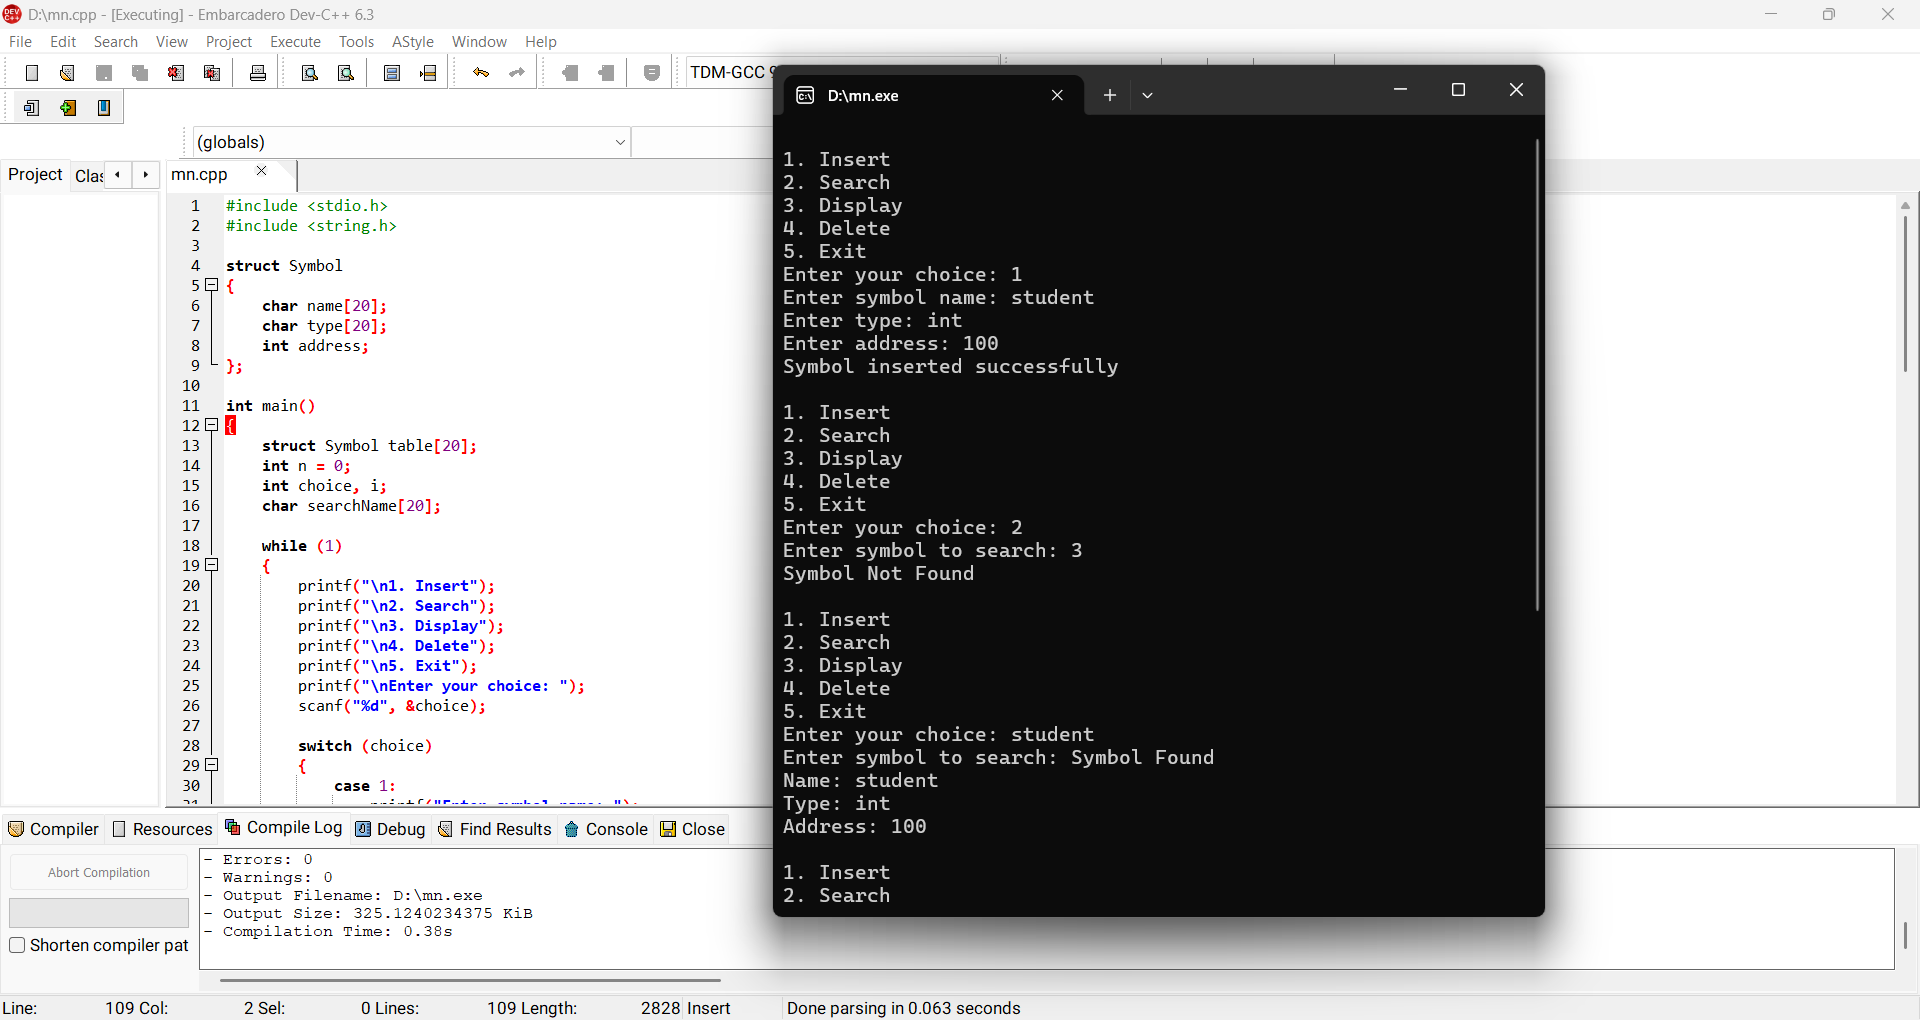 D:\mn.cpp - [Executing] - Embarcadero Dev-C++ 6.3
File Edit Search View Project Execute Tools AStyle Window Help
TDM-GCC
(globals)
Project
mn.cpp
1 #include <stdio.h>
2 #include <string.h>
3
4 struct Symbol
5 {
6 char name[20];
7 char type[20];
8 int address;
9 };
10
11 int main()
12 {
13 struct Symbol table[20];
14 int n = 0;
15 int choice, i;
16 char searchName[20];
17
18 while (1)
19 {
20 printf("\n1. Insert");
21 printf("\n2. Search");
22 printf("\n3. Display");
23 printf("\n4. Delete");
24 printf("\n5. Exit");
25 printf("\nEnter your choice: ");
26 scanf("%d", &choice);
27
28 switch (choice)
29 {
30 case 1:
D:\mn.exe
1. Insert
2. Search
3. Display
4. Delete
5. Exit
Enter your choice: 1
Enter symbol name: student
Enter type: int
Enter address: 100
Symbol inserted successfully
1. Insert
2. Search
3. Display
4. Delete
5. Exit
Enter your choice: 2
Enter symbol to search: 3
Symbol Not Found
1. Insert
2. Search
3. Display
4. Delete
5. Exit
Enter your choice: student
Enter symbol to search: Symbol Found
Name: student
Type: int
Address: 100
1. Insert
2. Search
Compiler Resources Compile Log Debug Find Results Console Close
Abort Compilation
Shorten compiler pat
- Errors: 0
- Warnings: 0
- Output Filename: D:\mn.exe
- Output Size: 325.1240234375 KiB
- Compilation Time: 0.38s
Line: 109 Col: 2 Sel: 0 Lines: 109 Length: 2828 Insert Done parsing in 0.063 seconds